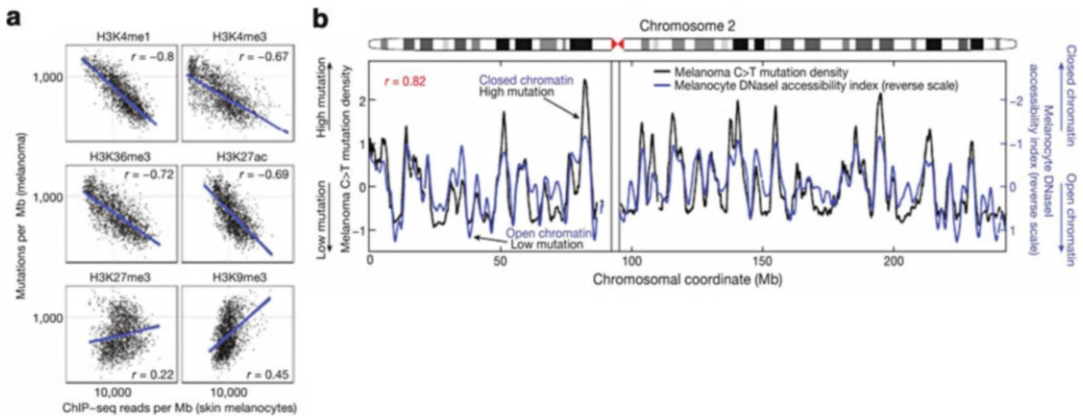 a
H3K4me1
H3K4me3
r = −0.8
r = −0.67
1,000
H3K36me3
H3K27ac
r = −0.72
r = −0.69
1,000
H3K27me3
H3K9me3
1,000
r = 0.22
r = 0.45
10,000
10,000
Mutations per Mb (melanoma)
ChIP–seq reads per Mb (skin melanocytes)
b
Chromosome 2
High mutation
Low mutation
Melanoma C>T mutation density
2
1
0
−1
r = 0.82
Closed chromatin
High mutation
Melanoma C>T mutation density
Melanocyte DNaseI accessibility index (reverse scale)
Open chromatin
Low mutation
−2
−1
0
1
Melanocyte DNaseI
accessibility index (reverse scale)
Closed chromatin
Open chromatin
0
50
100
150
200
Chromosomal coordinate (Mb)